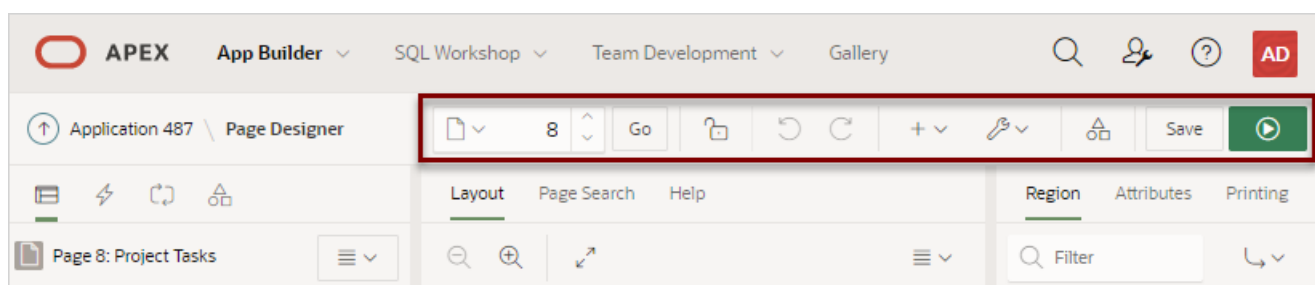 APEX App Builder SQL Workshop Team Development Gallery AD
Application 487 \ Page Designer 8 Go Save
Layout Page Search Help Region Attributes Printing
Page 8: Project Tasks Filter